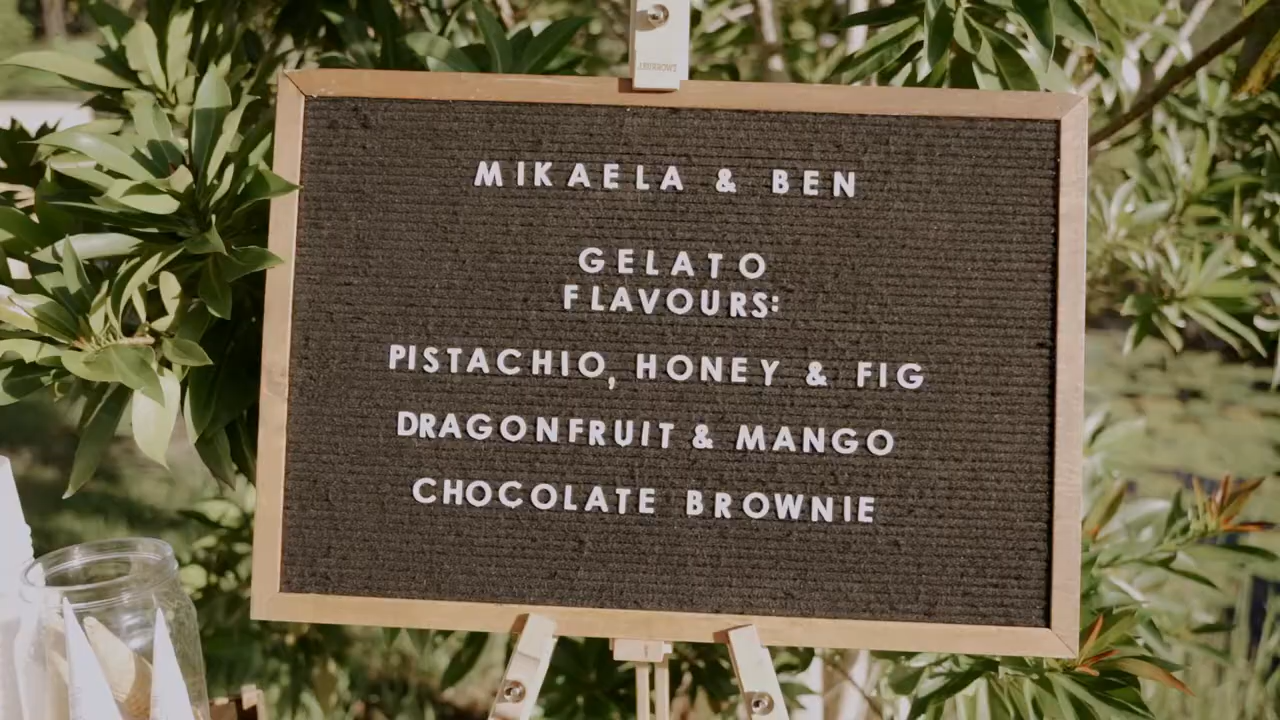 MIKAELA & BEN
GELATO
FLAVOURS:
PISTACHIO, HONEY & FIG
DRAGONFRUIT & MANGO
CHOCOLATE BROWNIE